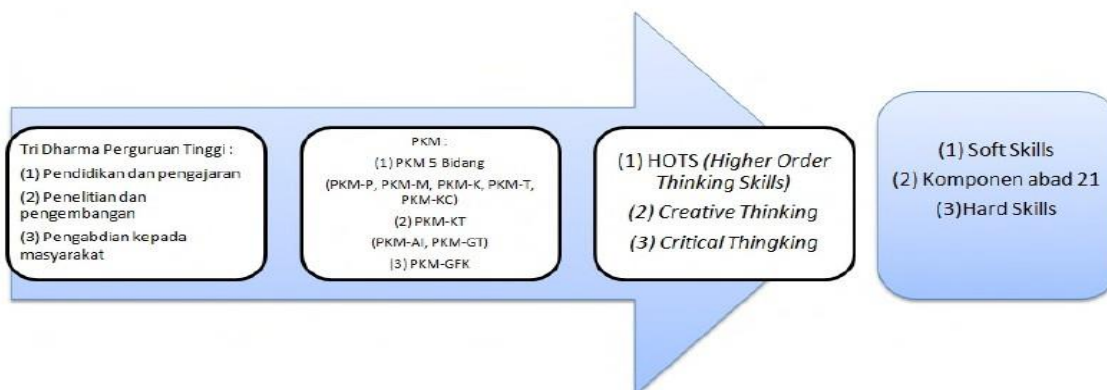 Tri Dharma Perguruan Tinggi :
(1) Pendidikan dan pengajaran
(2) Penelitian dan
pengembangan
(3) Pengabdian kepada
masyarakat
PKM :
(1) PKM 5 Bidang
(PKM-P, PKM-M, PKM-K, PKM-T,
PKM-KC)
(2) PKM-KT
(PKM-AI, PKM-GT)
(3) PKM-GFK
(1) HOTS (Higher Order
Thinking Skills)
(2) Creative Thinking
(3) Critical Thingking
(1) Soft Skills
(2) Komponen abad 21
(3)Hard Skills